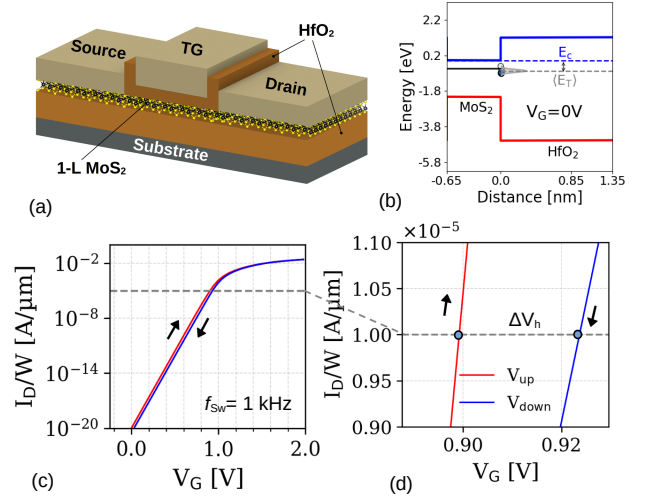 Source
TG
HfO₂
Drain
Substrate
1-L MoS₂
(a)
Energy [eV]
2.2
0.2
-1.8
-3.8
-5.8
E_C
⟨E_T⟩
MoS₂
V_G=0V
HfO₂
-0.65
0.0
0.85
1.35
Distance [nm]
(b)
I_D/W [A/μm]
10⁻²
10⁻⁸
10⁻¹⁴
10⁻²⁰
f_Sw= 1 kHz
0.0
1.0
2.0
V_G [V]
(c)
×10⁻⁵
I_D/W [A/μm]
1.10
1.05
1.00
0.95
0.90
ΔV_h
V_up
V_down
0.90
0.92
V_G [V]
(d)